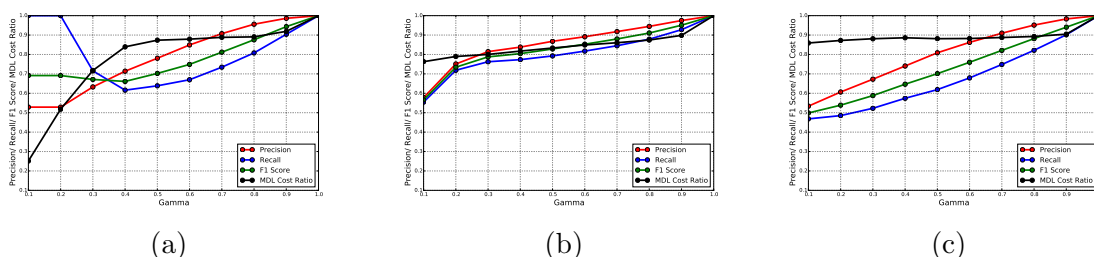 Precision/ Recall/ F1 Score/ MDL Cost Ratio
1.0
0.9
0.8
0.7
0.6
0.5
0.4
0.3
0.2
0.1
0.1 0.2 0.3 0.4 0.5 0.6 0.7 0.8 0.9 1.0
Gamma
Precision
Recall
F1 Score
MDL Cost Ratio
(a)
Precision/ Recall/ F1 Score/ MDL Cost Ratio
1.0
0.9
0.8
0.7
0.6
0.5
0.4
0.3
0.2
0.1
0.1 0.2 0.3 0.4 0.5 0.6 0.7 0.8 0.9 1.0
Gamma
Precision
Recall
F1 Score
MDL Cost Ratio
(b)
Precision/ Recall/ F1 Score/ MDL Cost Ratio
1.0
0.9
0.8
0.7
0.6
0.5
0.4
0.3
0.2
0.1
0.1 0.2 0.3 0.4 0.5 0.6 0.7 0.8 0.9 1.0
Gamma
Precision
Recall
F1 Score
MDL Cost Ratio
(c)